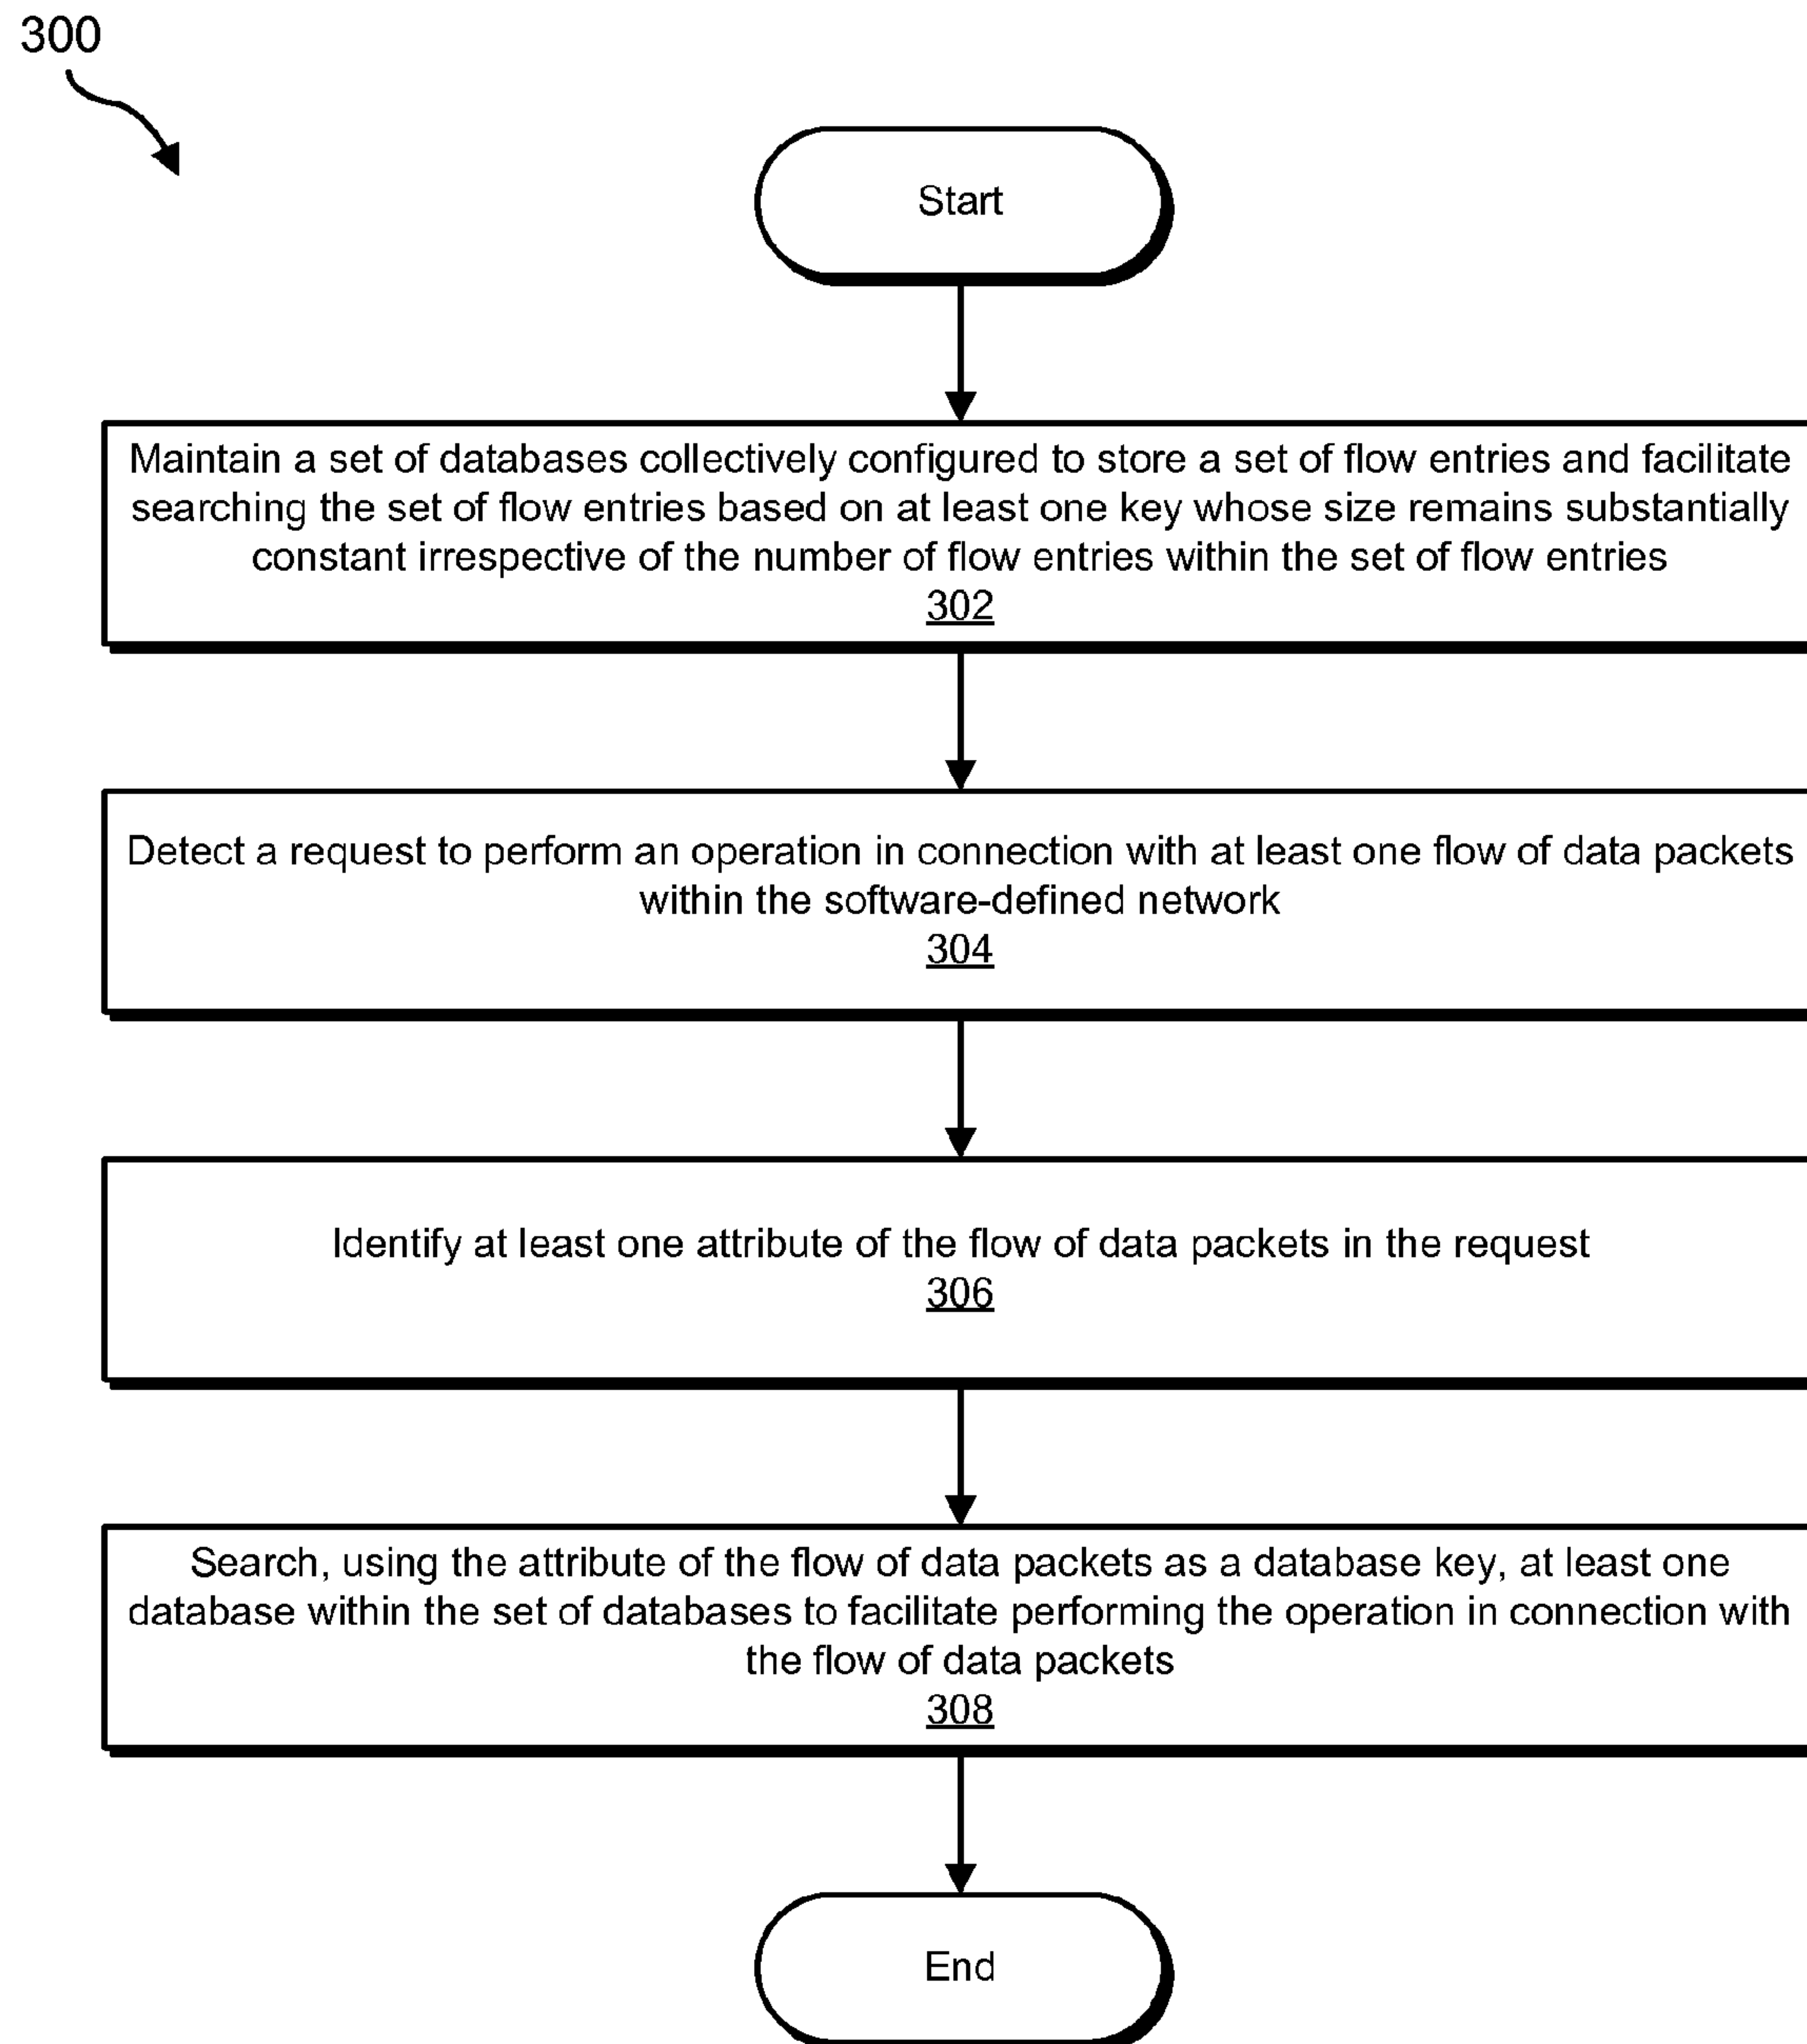 300
Start
Maintain a set of databases collectively configured to store a set of flow entries and facilitate
searching the set of flow entries based on at least one key whose size remains substantially
constant irrespective of the number of flow entries within the set of flow entries
302
Detect a request to perform an operation in connection with at least one flow of data packets
within the software-defined network
304
Identify at least one attribute of the flow of data packets in the request
306
Search, using the attribute of the flow of data packets as a database key, at least one
database within the set of databases to facilitate performing the operation in connection with
the flow of data packets
308
End